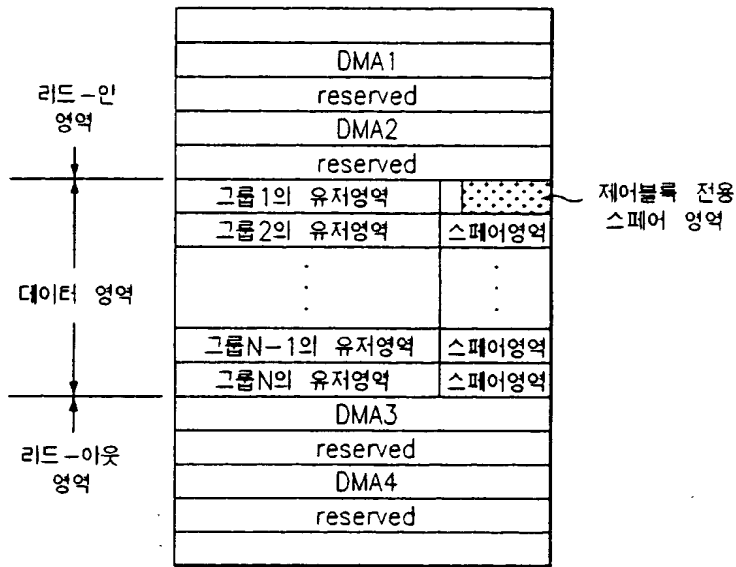 DMA1
reserved
DMA2
reserved
리드-인
영역
그룹1의 유저영역
제어블록 전용
스페어 영역
그룹2의 유저영역 스페어영역
데이터 영역
그룹N-1의 유저영역 스페어영역
그룹N의 유저영역 스페어영역
DMA3
reserved
리드-아웃
영역
DMA4
reserved